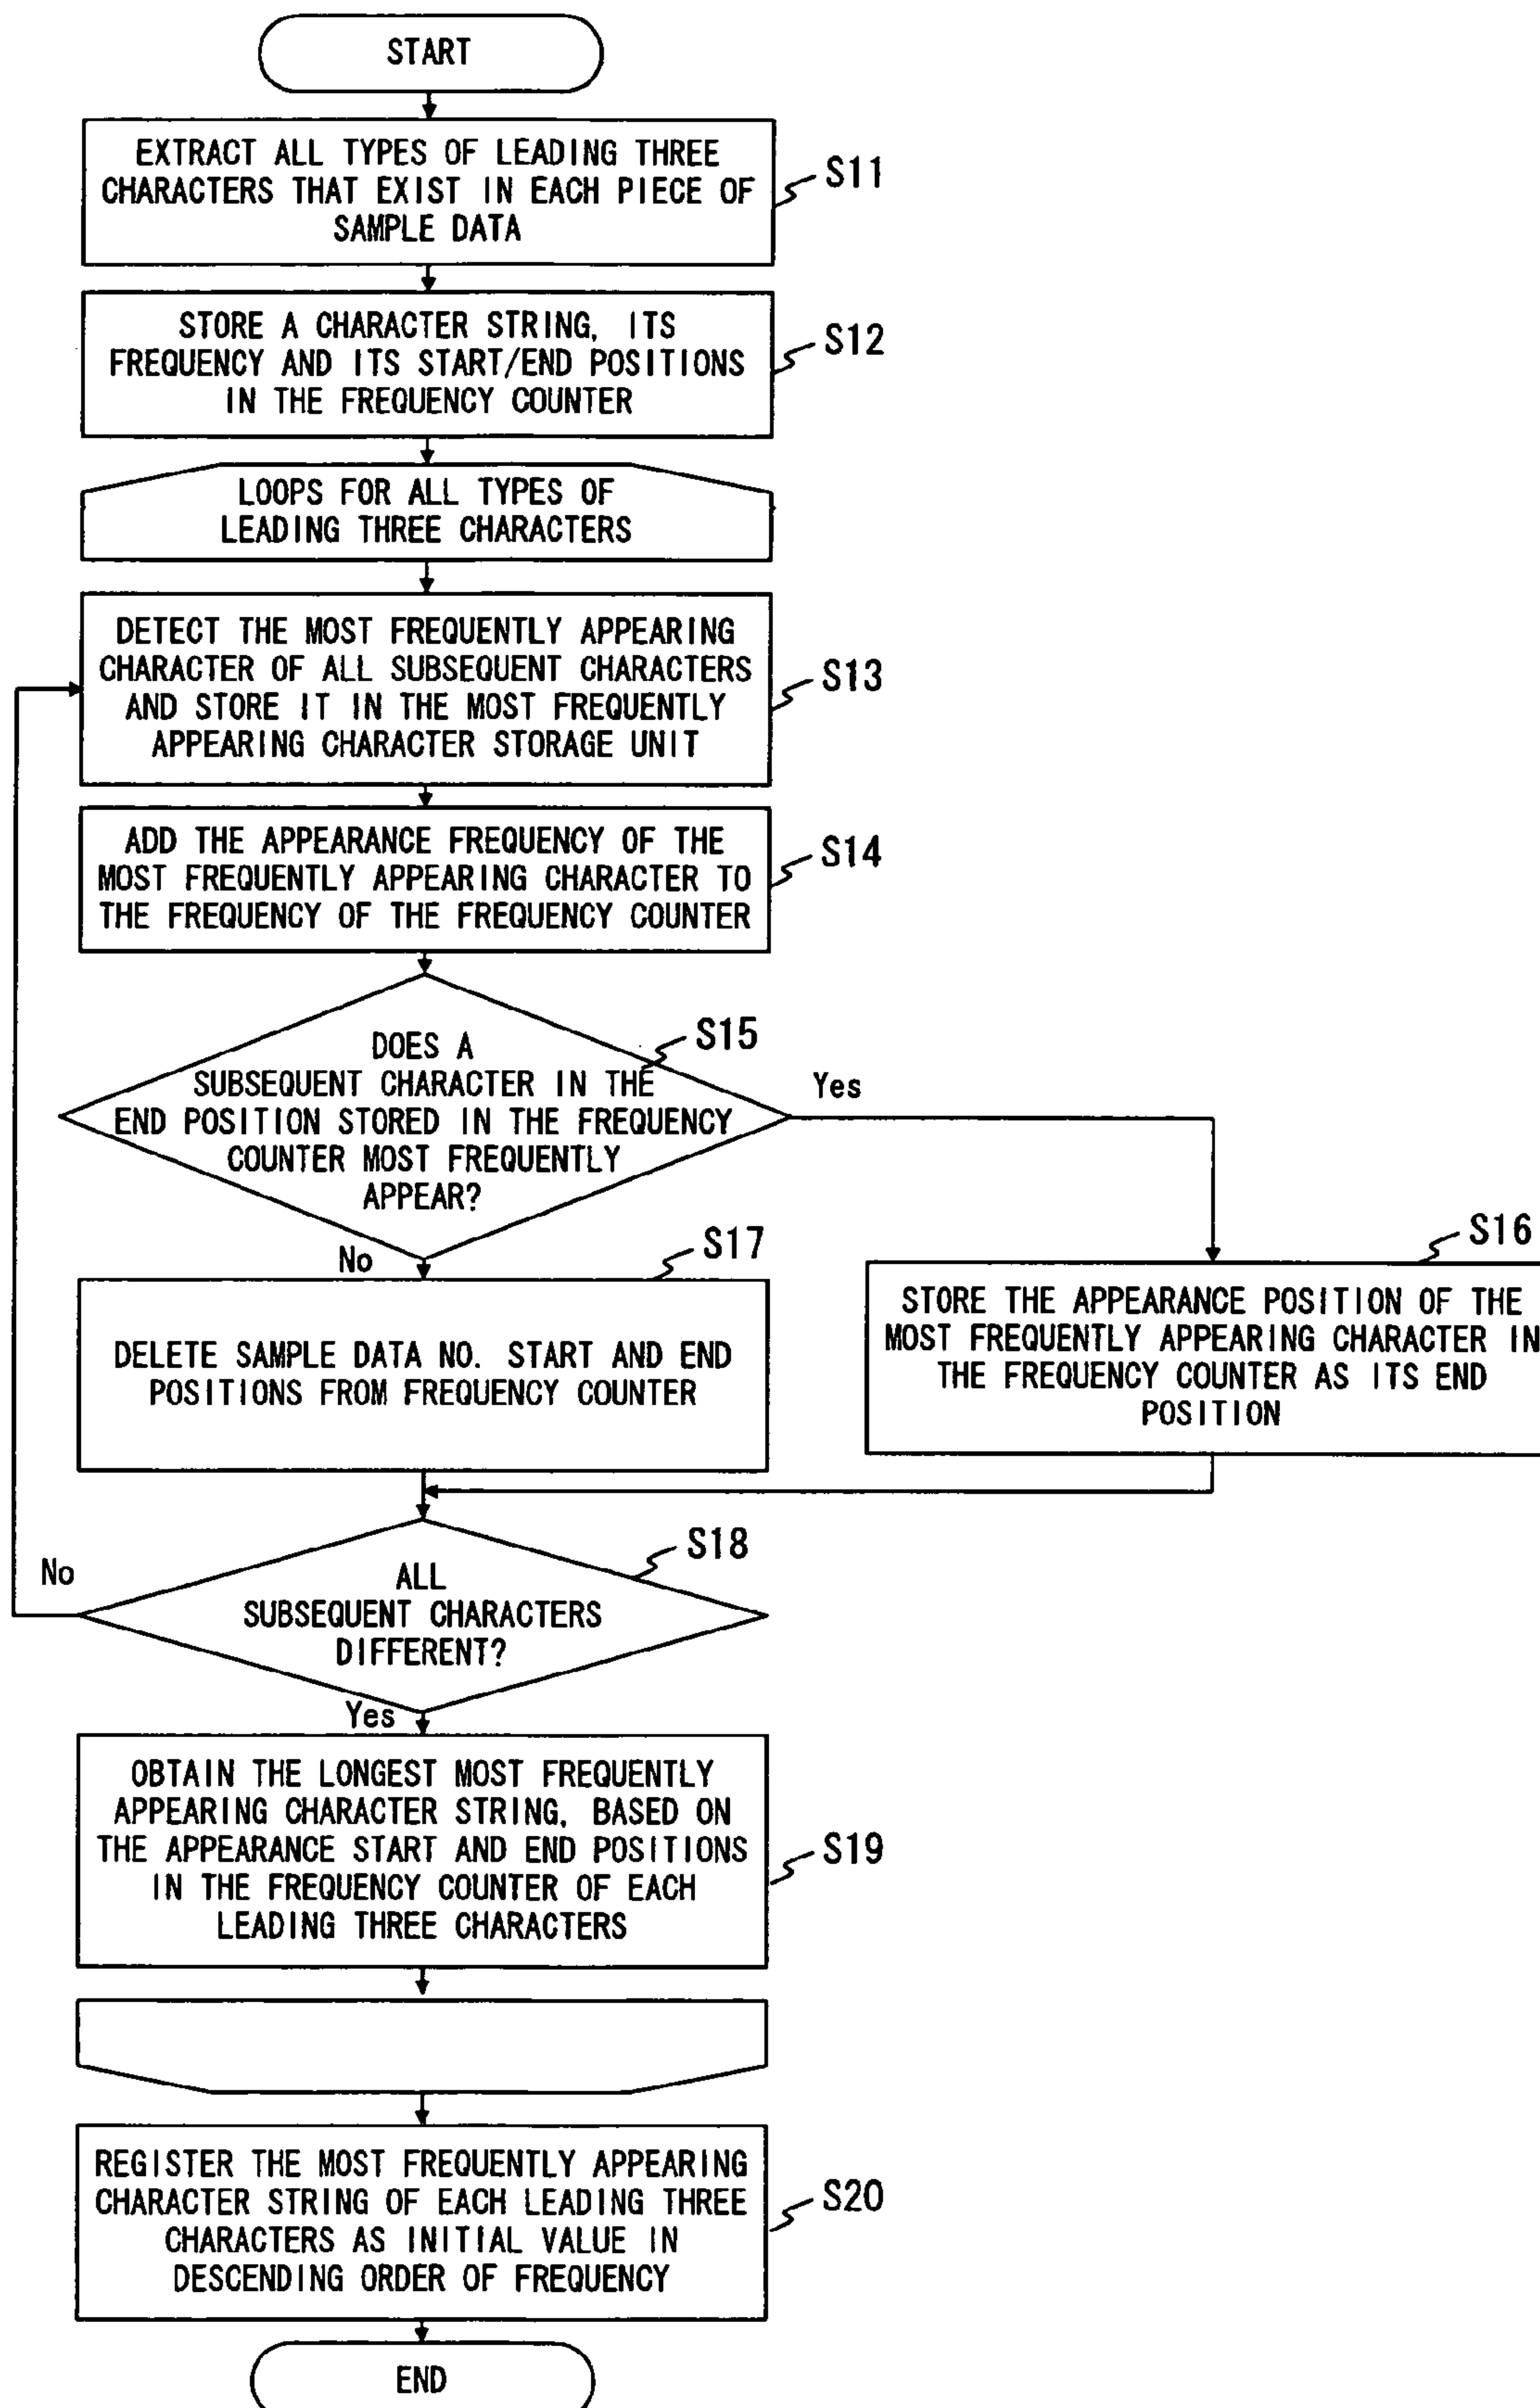 START
EXTRACT ALL TYPES OF LEADING THREE
CHARACTERS THAT EXIST IN EACH PIECE OF
SAMPLE DATA
S11
STORE A CHARACTER STRING, ITS
FREQUENCY AND ITS START/END POSITIONS
IN THE FREQUENCY COUNTER
S12
LOOPS FOR ALL TYPES OF
LEADING THREE CHARACTERS
DETECT THE MOST FREQUENTLY APPEARING
CHARACTER OF ALL SUBSEQUENT CHARACTERS
AND STORE IT IN THE MOST FREQUENTLY
APPEARING CHARACTER STORAGE UNIT
S13
ADD THE APPEARANCE FREQUENCY OF THE
MOST FREQUENTLY APPEARING CHARACTER TO
THE FREQUENCY OF THE FREQUENCY COUNTER
S14
DOES A
SUBSEQUENT CHARACTER IN THE
END POSITION STORED IN THE FREQUENCY
COUNTER MOST FREQUENTLY
APPEAR?
S15
Yes
No
S17
DELETE SAMPLE DATA NO. START AND END
POSITIONS FROM FREQUENCY COUNTER
S16
STORE THE APPEARANCE POSITION OF THE
MOST FREQUENTLY APPEARING CHARACTER IN
THE FREQUENCY COUNTER AS ITS END
POSITION
S18
No
ALL
SUBSEQUENT CHARACTERS
DIFFERENT?
Yes
OBTAIN THE LONGEST MOST FREQUENTLY
APPEARING CHARACTER STRING, BASED ON
THE APPEARANCE START AND END POSITIONS
IN THE FREQUENCY COUNTER OF EACH
LEADING THREE CHARACTERS
S19
REGISTER THE MOST FREQUENTLY APPEARING
CHARACTER STRING OF EACH LEADING THREE
CHARACTERS AS INITIAL VALUE IN
DESCENDING ORDER OF FREQUENCY
S20
END